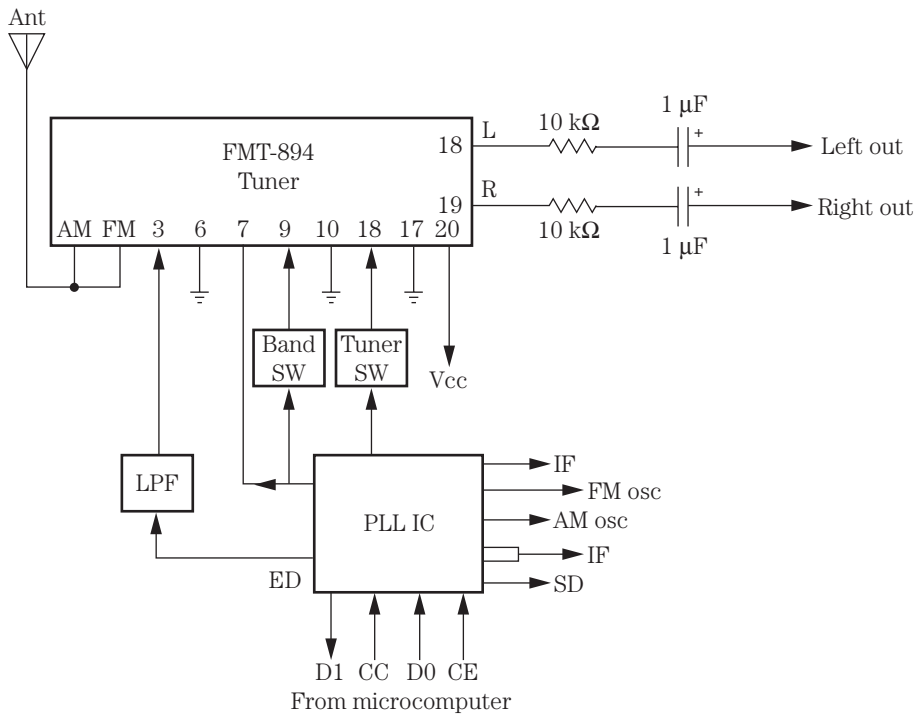 Ant
1 µF
10 kΩ
L
+
FMT-894
Tuner
18
Left out
R
+
19
Right out
10 kΩ
1 µF
AM FM 3 6 7 9 10 18 17 20
Band
SW
Tuner
SW
Vcc
LPF
PLL IC
IF
FM osc
AM osc
IF
SD
ED
D1 CC D0 CE
From microcomputer